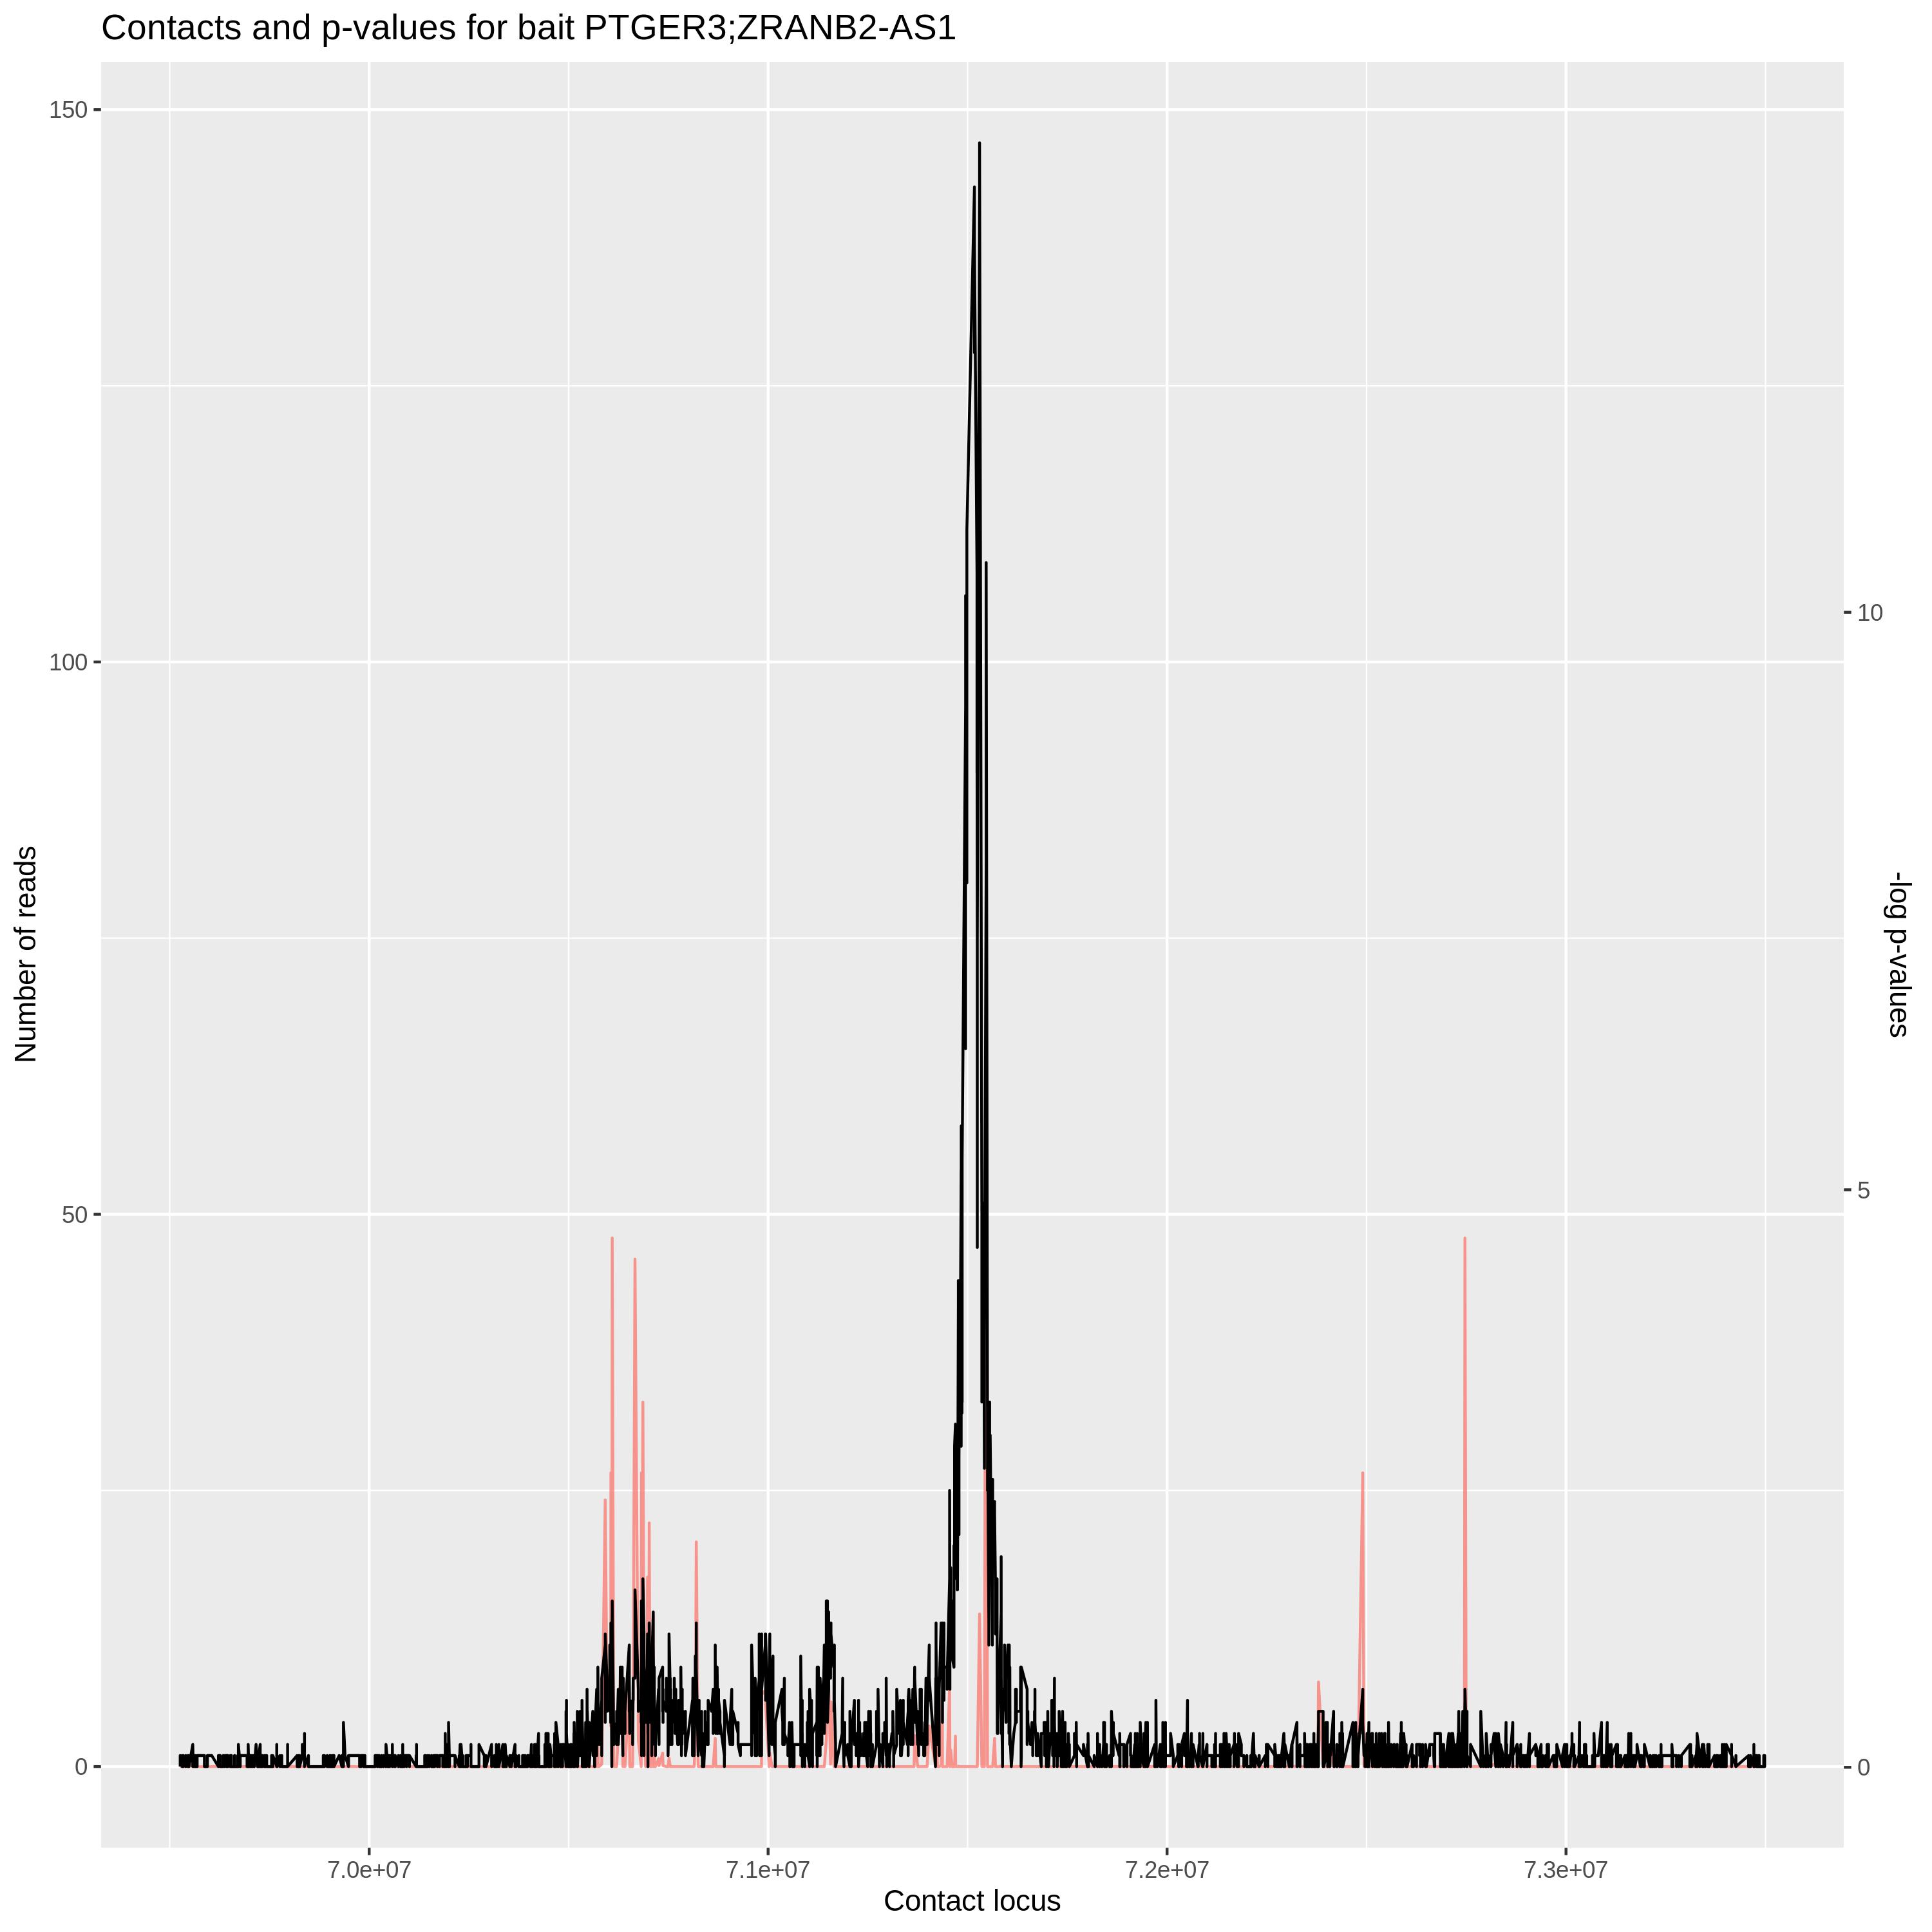 Contacts and p-values for bait PTGER3;ZRANB2-AS1
150
100
50
0
Number of reads
10
5
0
-log p-values
7.0e+07
7.1e+07
7.2e+07
7.3e+07
Contact locus